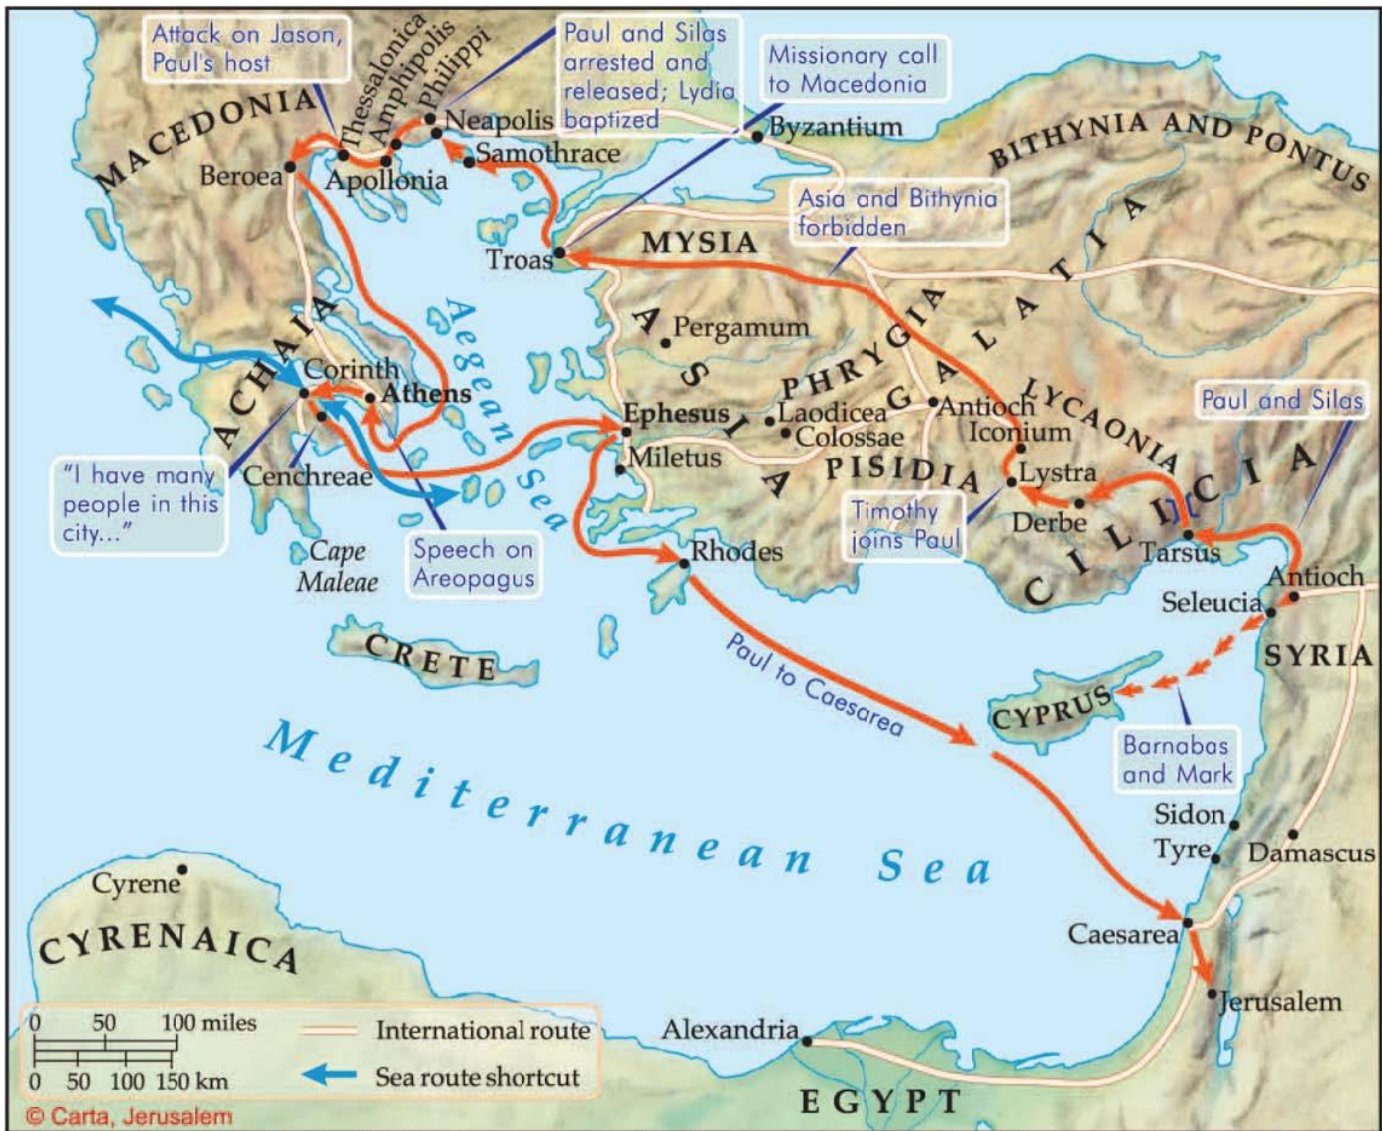 Attack on Jason,
Paul's host
Thessalonica
Amphipolis
Philippi
Paul and Silas
arrested and
released; Lydia
baptized
Missionary call
to Macedonia
MACEDONIA
Neapolis
Byzantium
BITHYNIA AND PONTUS
Beroea
Apollonia
Samothrace
Asia and Bithynia
forbidden
Troas
MYSIA
GALATIA
Aegean Sea
ASIA
Pergamum
PHRYGIA
ACHAIA
Corinth
Athens
Ephesus
Laodicea
Colossae
Antioch
Iconium
LYCAONIA
Paul and Silas
"I have many
people in this
city..."
Cenchreae
Miletus
PISIDIA
Lystra
Timothy
joins Paul
Derbe
CILICIA
Tarsus
Cape
Maleae
Speech on
Areopagus
Rhodes
Antioch
Seleucia
CRETE
Paul to Caesarea
CYPRUS
SYRIA
Barnabas
and Mark
Mediterranean Sea
Sidon
Tyre
Damascus
Cyrene
CYRENAICA
Caesarea
Jerusalem
Alexandria
EGYPT
0 50 100 miles
0 50 100 150 km
International route
Sea route shortcut
© Carta, Jerusalem